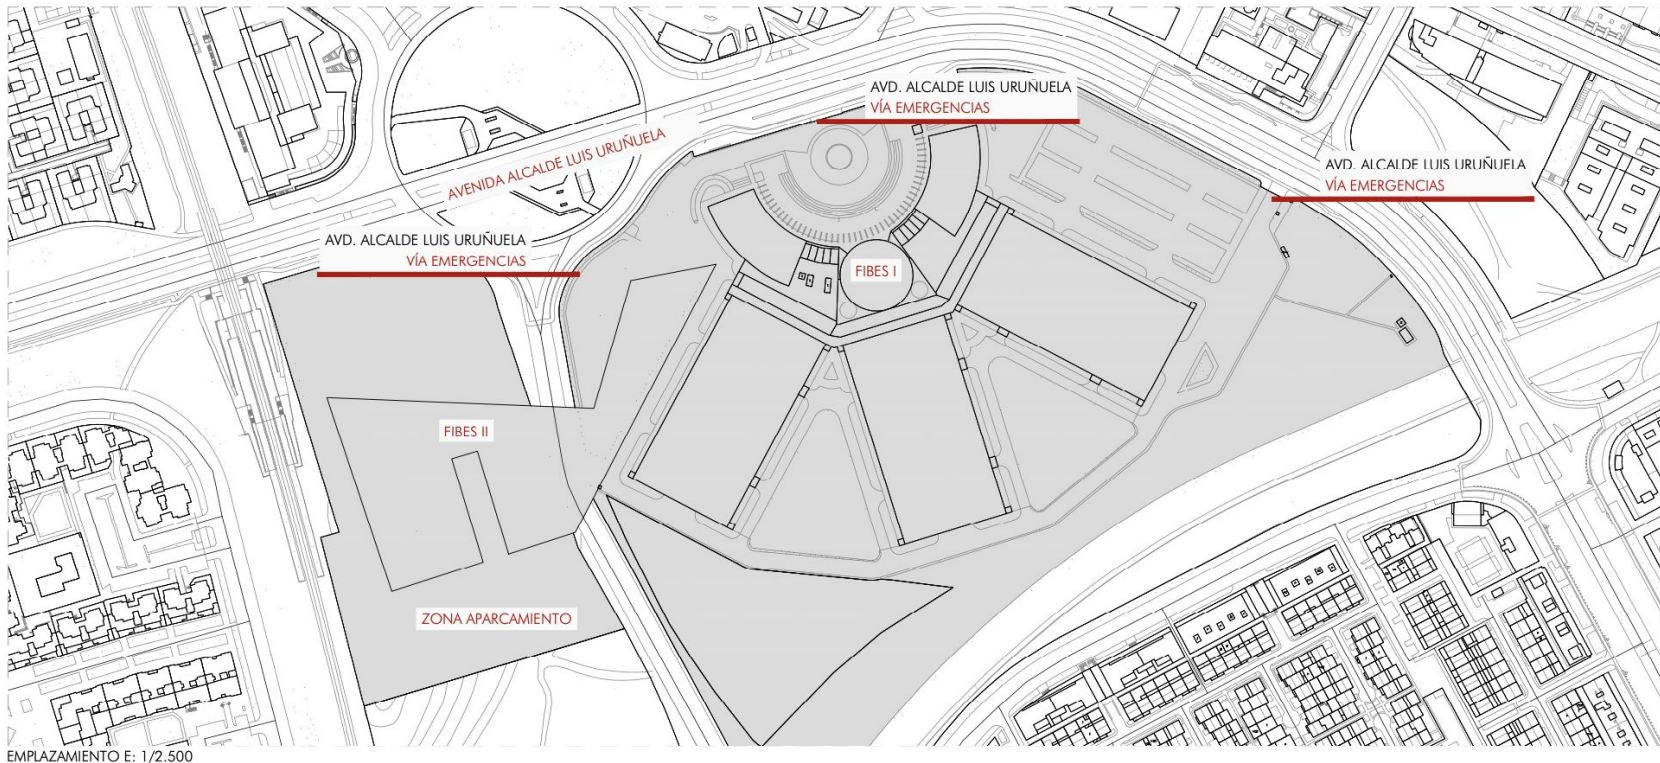 AVD. ALCALDE LUIS URUÑUELA
VÍA EMERGENCIAS
AVENIDA ALCALDE LUIS URUÑUELA
AVD. ALCALDE LUIS URUÑUELA
VÍA EMERGENCIAS
AVD. ALCALDE LUIS URUÑUELA
VÍA EMERGENCIAS
FIBES I
FIBES II
ZONA APARCAMIENTO
EMPLAZAMIENTO E: 1/2.500